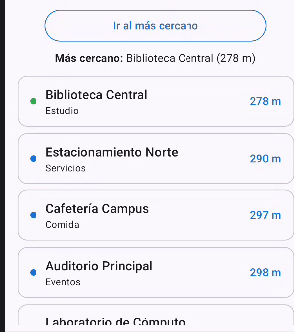 Ir al más cercano
Más cercano: Biblioteca Central (278 m)
Biblioteca Central
278 m
Estudio
Estacionamiento Norte
290 m
Servicios
Cafetería Campus
297 m
Comida
Auditorio Principal
298 m
Eventos
Laboratorio de Cómputo